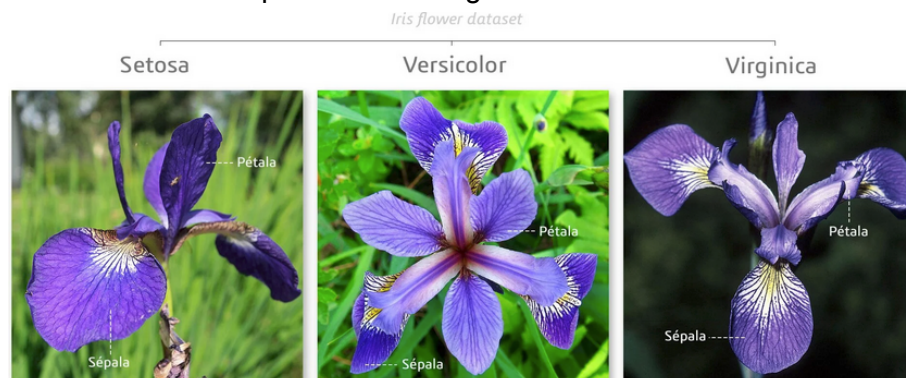 Iris flower dataset
Setosa
Versicolor
Virginica
Pétala
Sépala
Pétala
Sépala
Pétala
Sépala